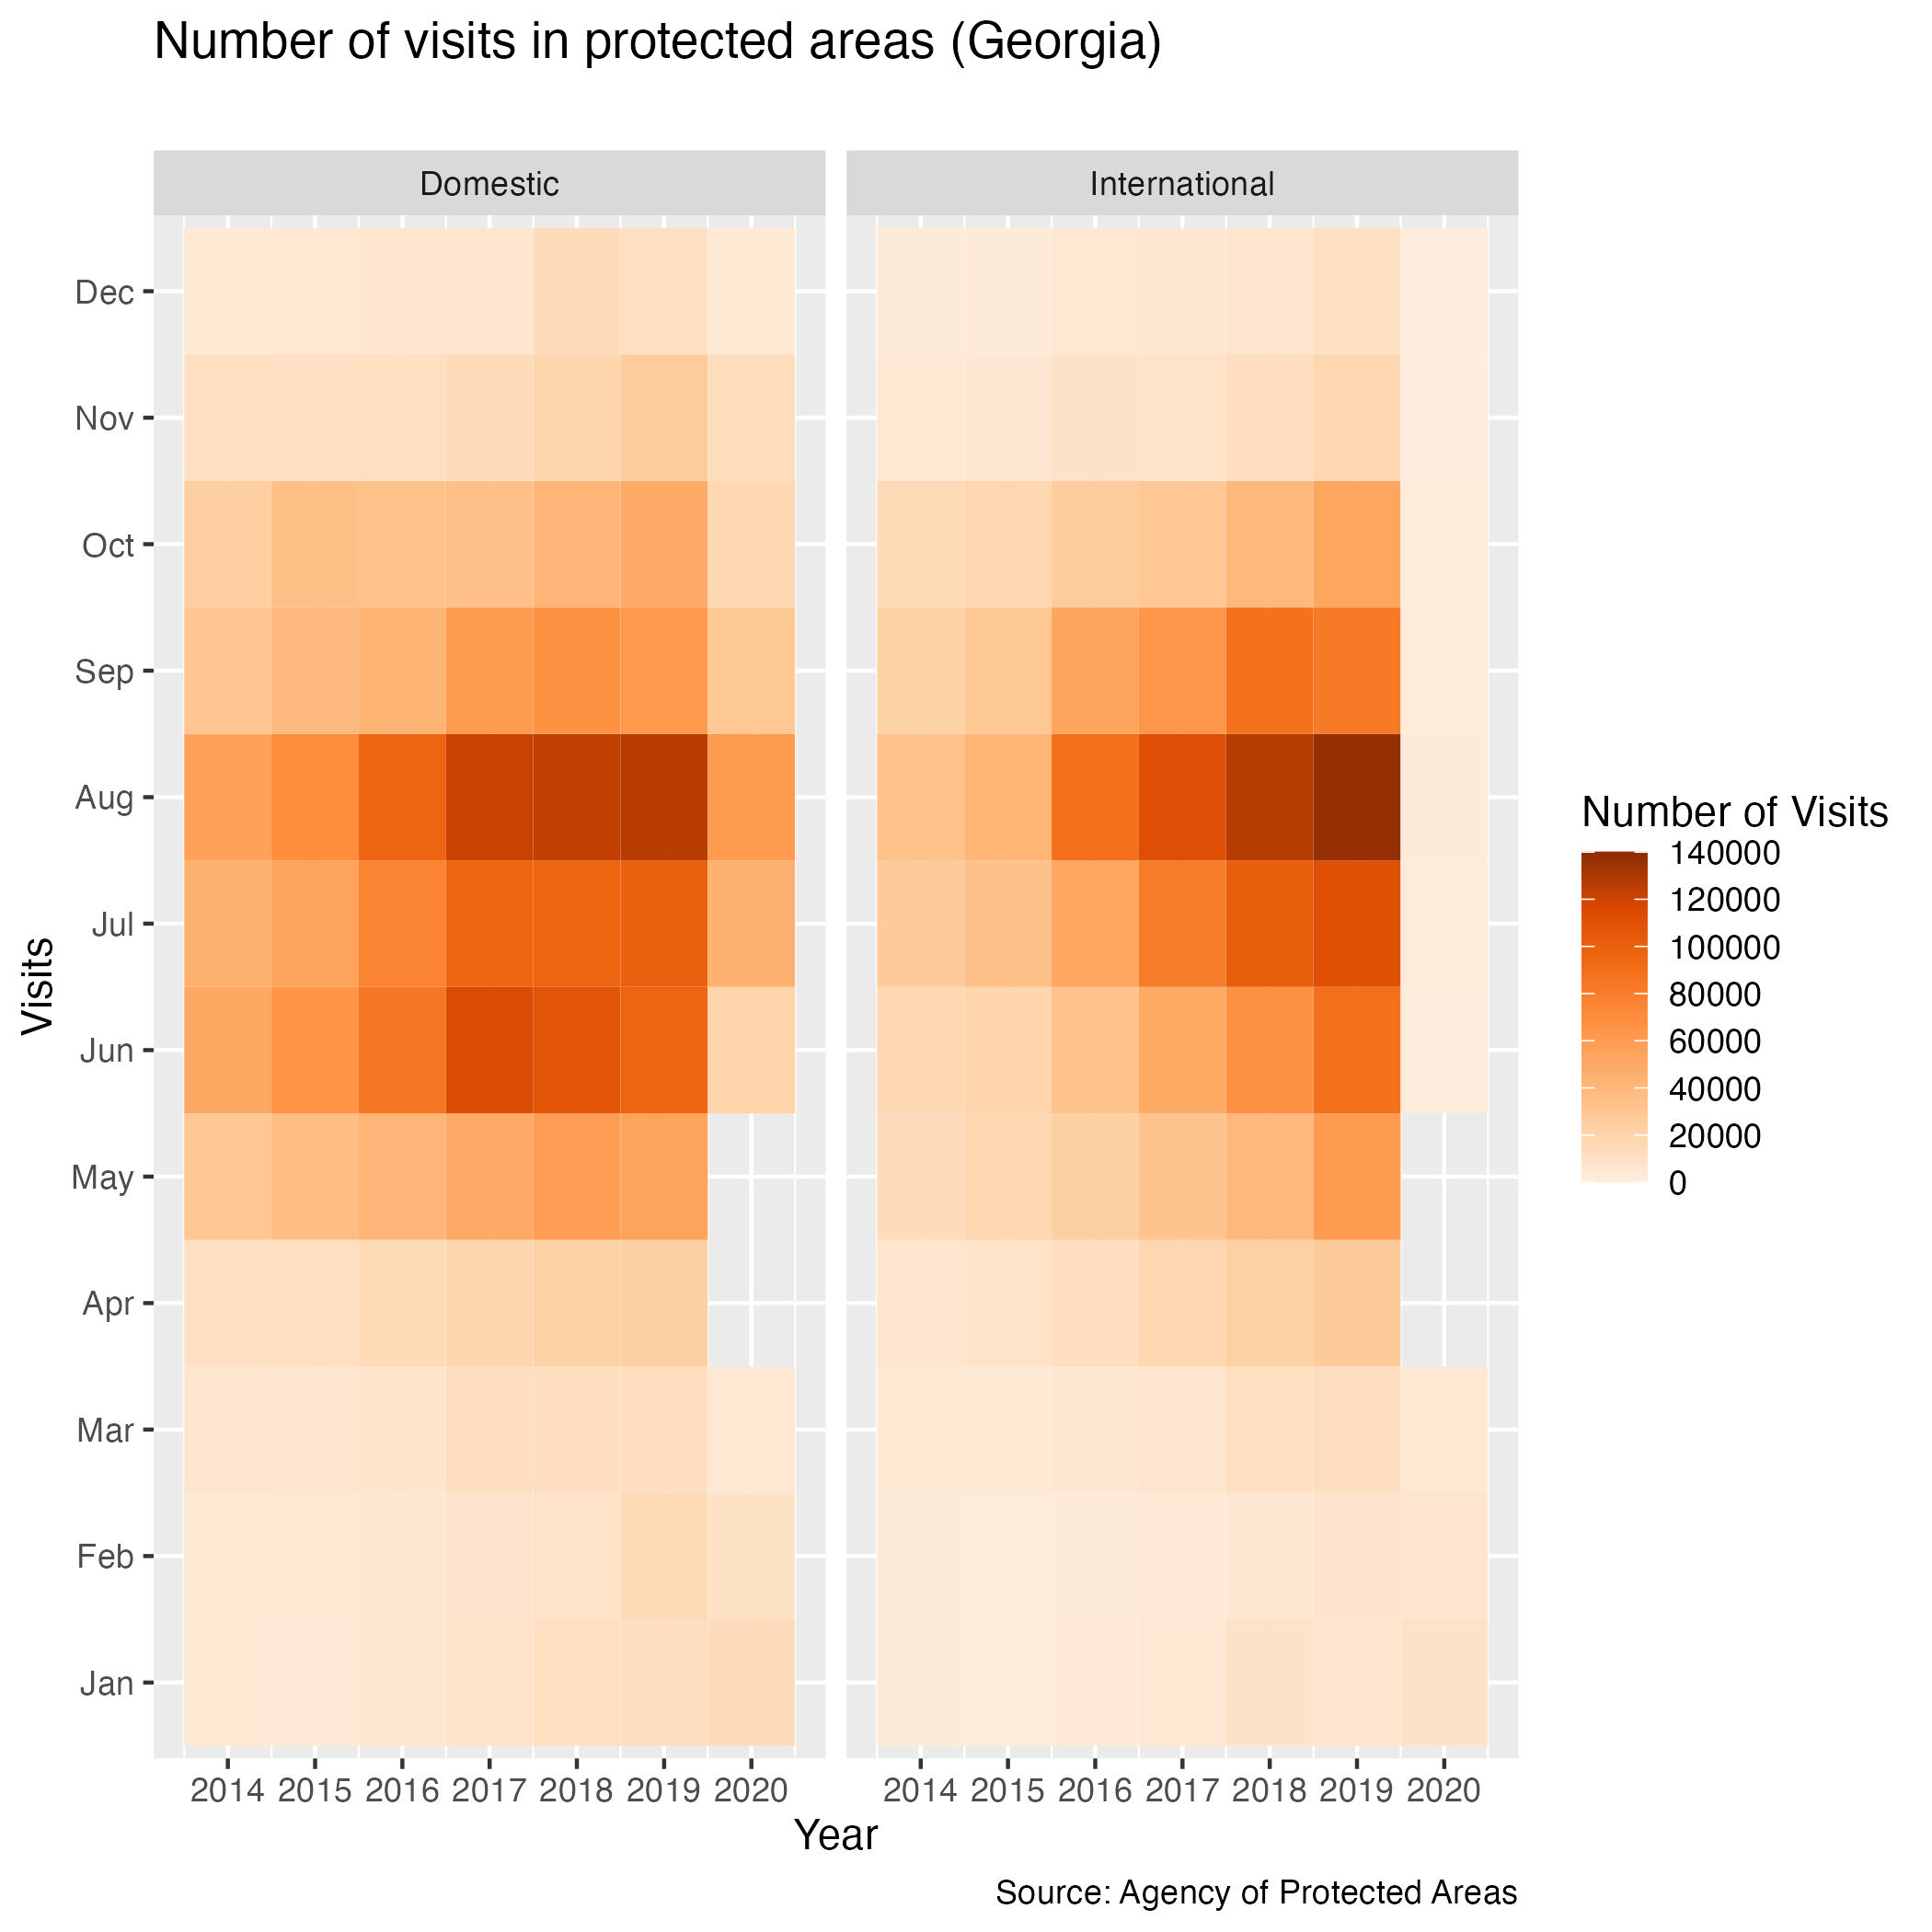 Number of visits in protected areas (Georgia)
Domestic
International
Dec
Nov
Oct
Sep
Aug
Jul
Jun
May
Apr
Mar
Feb
Jan
Visits
2014 2015 2016 2017 2018 2019 2020
2014 2015 2016 2017 2018 2019 2020
Year
Number of Visits
140000
120000
100000
80000
60000
40000
20000
0
Source: Agency of Protected Areas